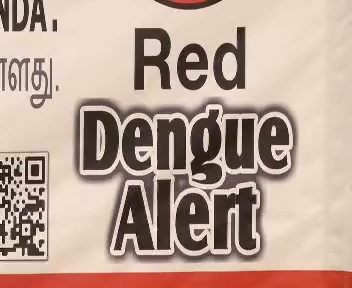 NDA.
ளது.
Red
Dengue
Alert